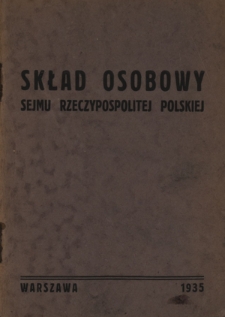 SKŁAD OSOBOWY
SEJMU RZECZYPOSPOLITEJ POLSKIEJ
WARSZAWA 1935